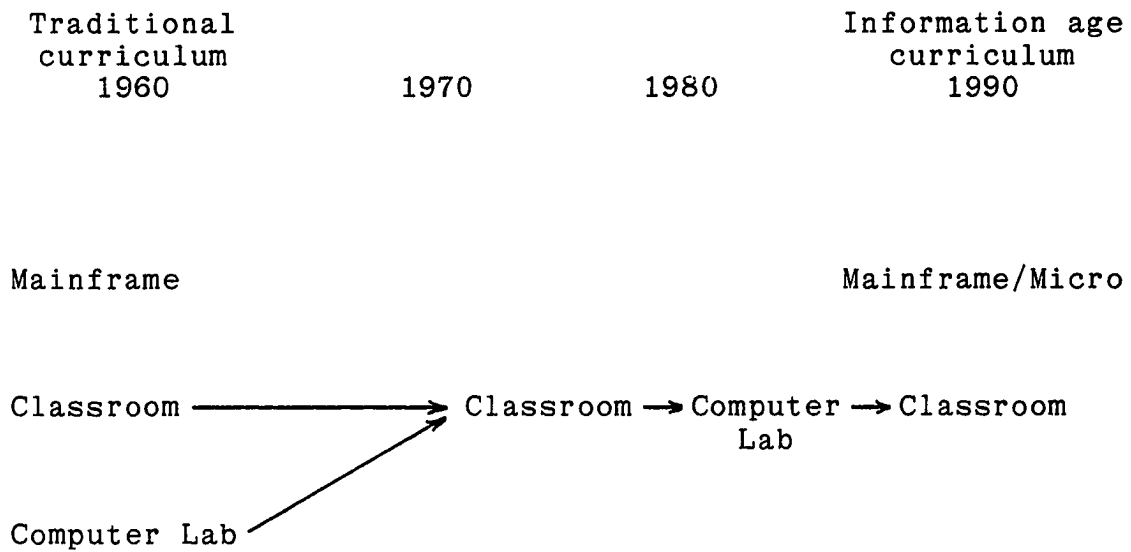 Traditional Information age
curriculum curriculum
1960 1970 1980 1990
Mainframe Mainframe/Micro
Classroom Classroom Computer Classroom
Lab
Computer Lab